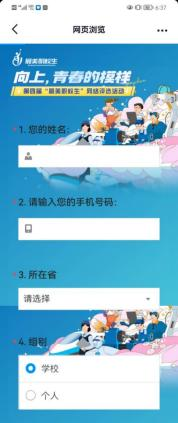 6:37
网页浏览
最美职校生
向上,青春的模样
第四届"最美职校生"网络评选活动
* 1. 您的姓名:
* 2. 请输入您的手机号码:
* 3. 所在省
请选择
* 4. 组别
学校
个人